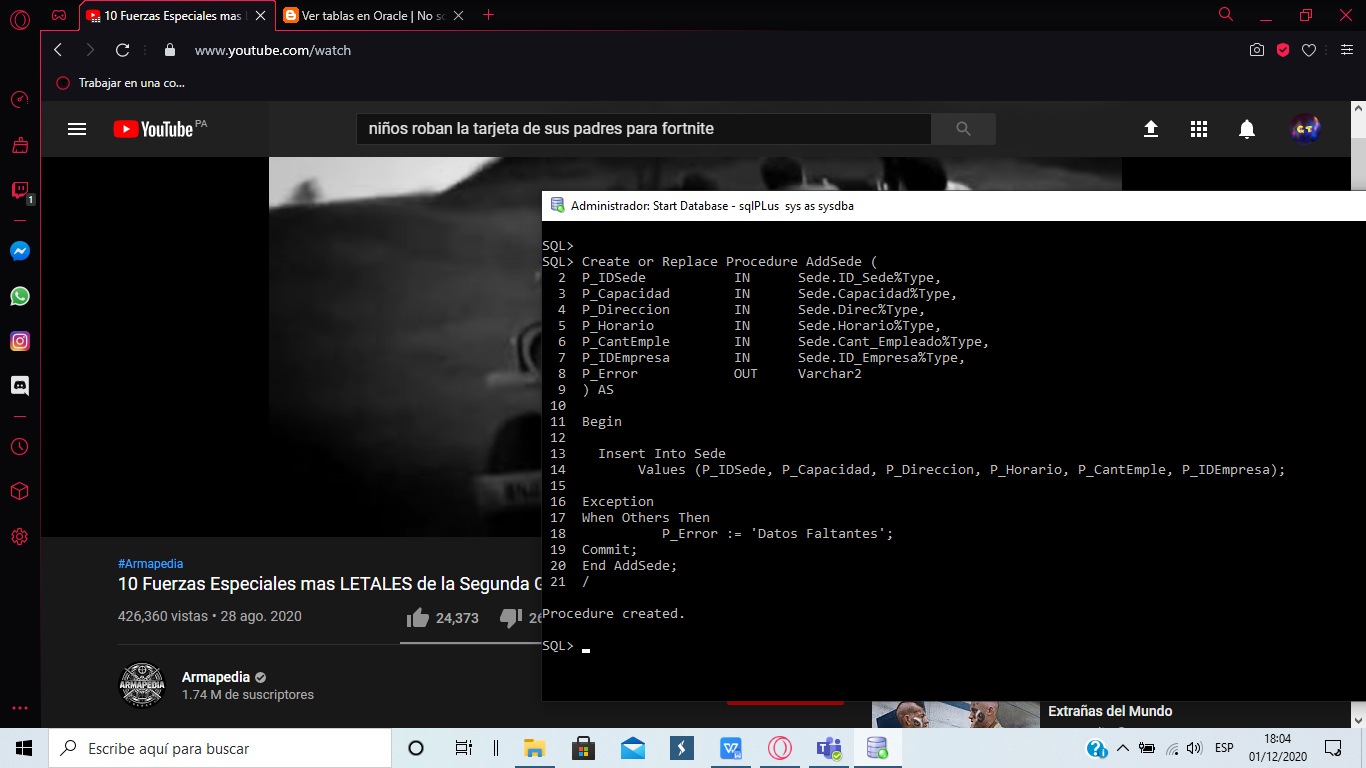 10 Fuerzas Especiales mas L
Ver tablas en Oracle | No so
www.youtube.com/watch
Trabajar en una co...
YouTube PA
niños roban la tarjeta de sus padres para fortnite
CT
1
Administrador: Start Database - sqlPLus sys as sysdba
SQL>
SQL> Create or Replace Procedure AddSede (
2 P_IDSede IN Sede.ID_Sede%Type,
3 P_Capacidad IN Sede.Capacidad%Type,
4 P_Direccion IN Sede.Direc%Type,
5 P_Horario IN Sede.Horario%Type,
6 P_CantEmple IN Sede.Cant_Empleado%Type,
7 P_IDEmpresa IN Sede.ID_Empresa%Type,
8 P_Error OUT Varchar2
9 ) AS
10
11 Begin
12
13 Insert Into Sede
14 Values (P_IDSede, P_Capacidad, P_Direccion, P_Horario, P_CantEmple, P_IDEmpresa);
15
16 Exception
17 When Others Then
18 P_Error := 'Datos Faltantes';
19 Commit;
20 End AddSede;
21 /
Procedure created.
SQL>
#Armapedia
10 Fuerzas Especiales mas LETALES de la Segunda G
426,360 vistas • 28 ago. 2020
24,373
26
ARMAPEDIA
Armapedia
1.74 M de suscriptores
Extrañas del Mundo
Escribe aquí para buscar
ESP
18:04
01/12/2020